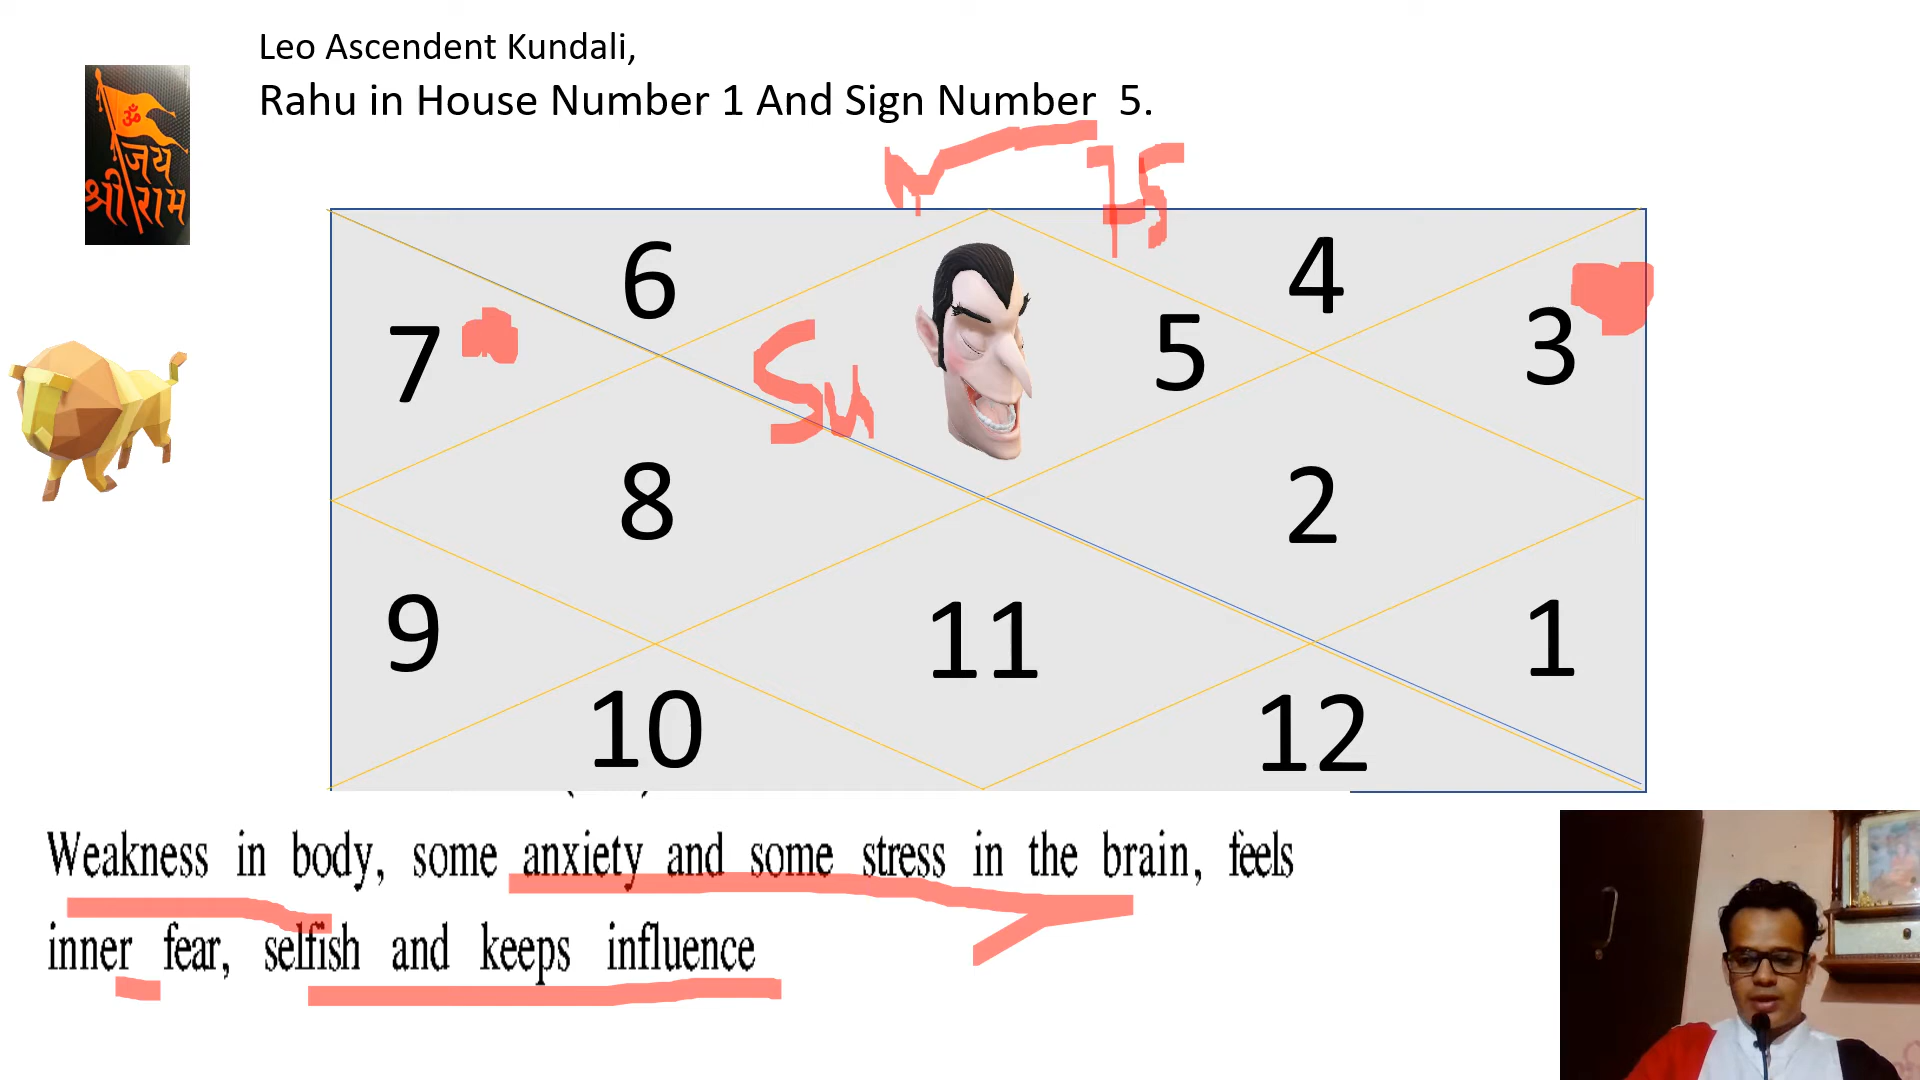 Leo Ascendent Kundali,
Rahu in House Number 1 And Sign Number 5.
ॐ
जय
श्री राम
15
6
4
7
5
3
Su
8
2
9
11
1
10
12
Weakness in body, some anxiety and some stress in the brain, feels
inner fear, selfish and keeps influence